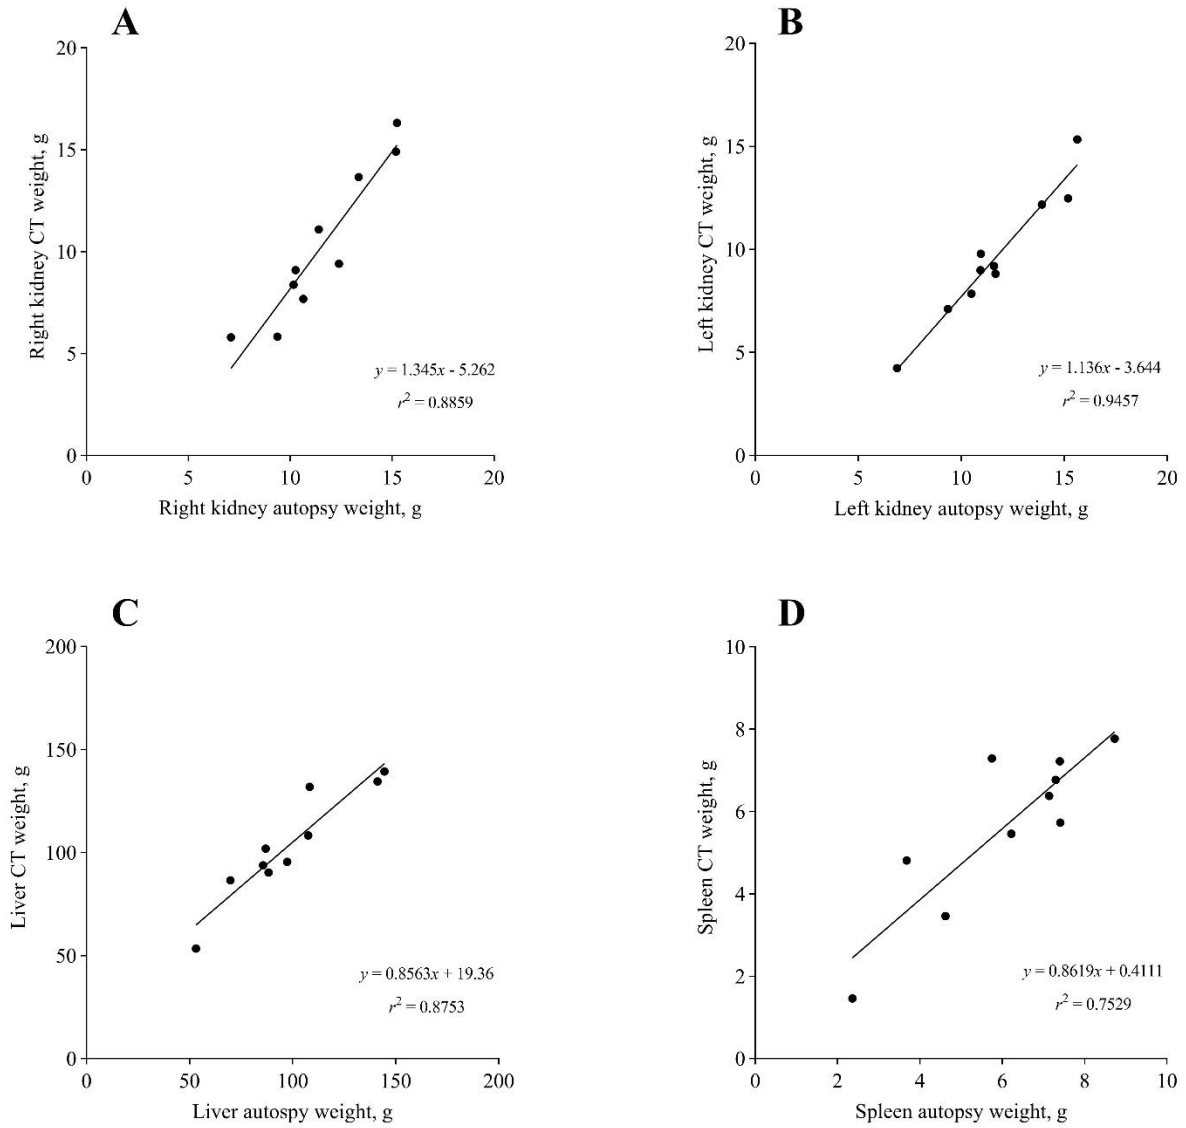 A
20
15
10
5
0
Right kidney CT weight, g
y = 1.345x - 5.262
r² = 0.8859
0 5 10 15 20
Right kidney autopsy weight, g
B
20
15
10
5
0
Left kidney CT weight, g
y = 1.136x - 3.644
r² = 0.9457
0 5 10 15 20
Left kidney autopsy weight, g
C
200
150
100
50
0
Liver CT weight, g
y = 0.8563x + 19.36
r² = 0.8753
0 50 100 150 200
Liver autospy weight, g
D
10
8
6
4
2
0
Spleen CT weight, g
y = 0.8619x + 0.4111
r² = 0.7529
0 2 4 6 8 10
Spleen autopsy weight, g